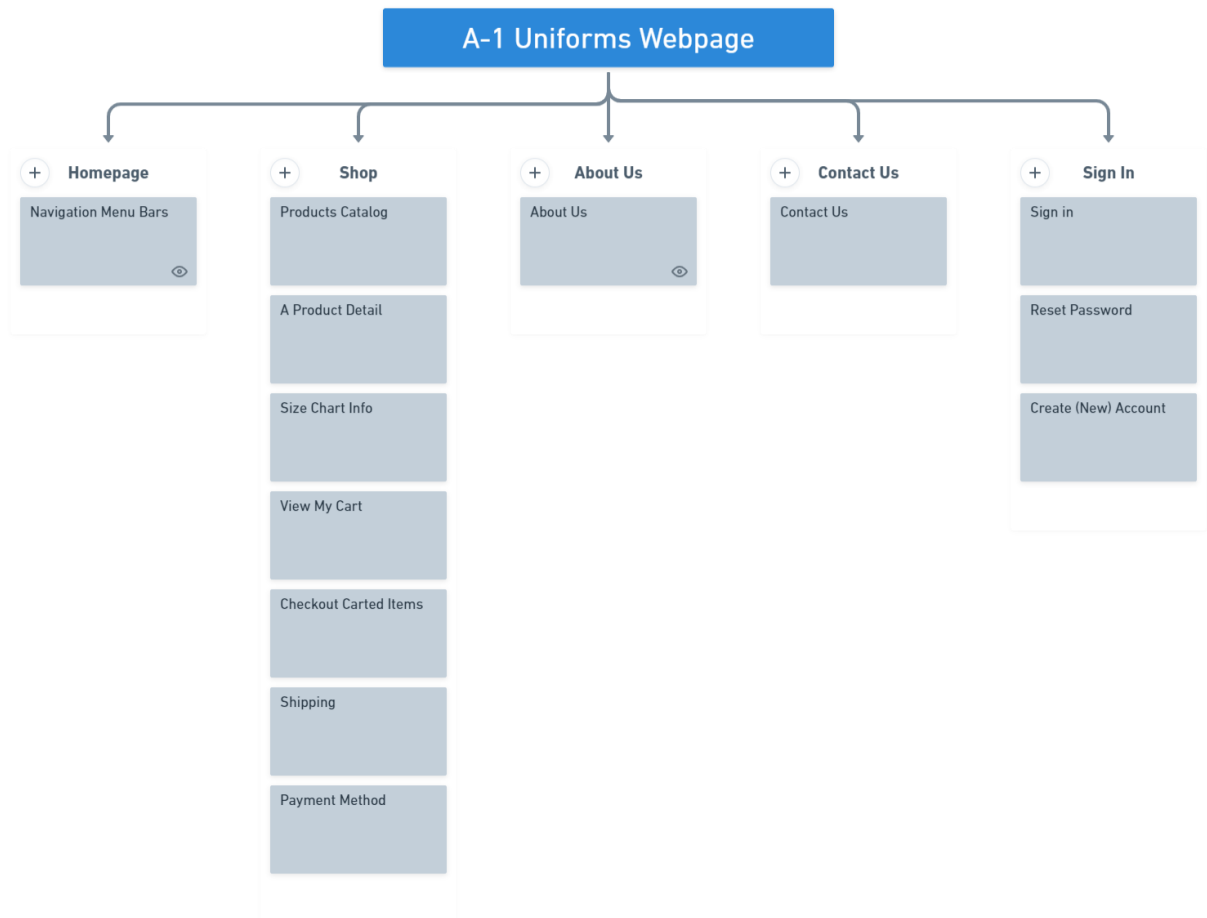 A-1 Uniforms Webpage
Homepage
Navigation Menu Bars
Shop
Products Catalog
A Product Detail
Size Chart Info
View My Cart
Checkout Carted Items
Shipping
Payment Method
About Us
About Us
Contact Us
Contact Us
Sign In
Sign in
Reset Password
Create (New) Account